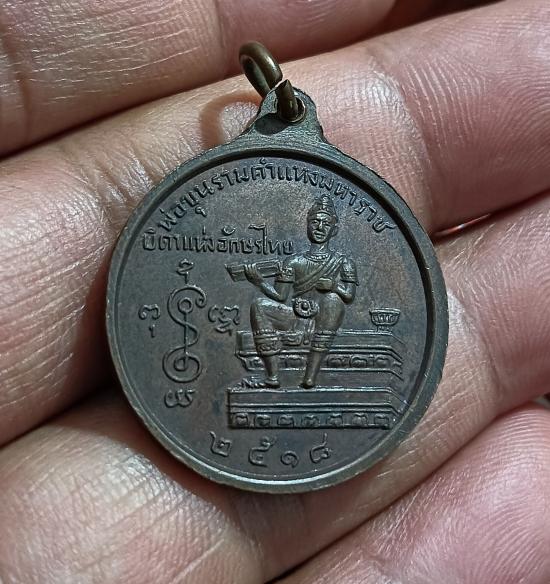 พ่อขุนรามคำแหงมหาราช
บิดาแห่งอักษรไทย
๒๕๑๘